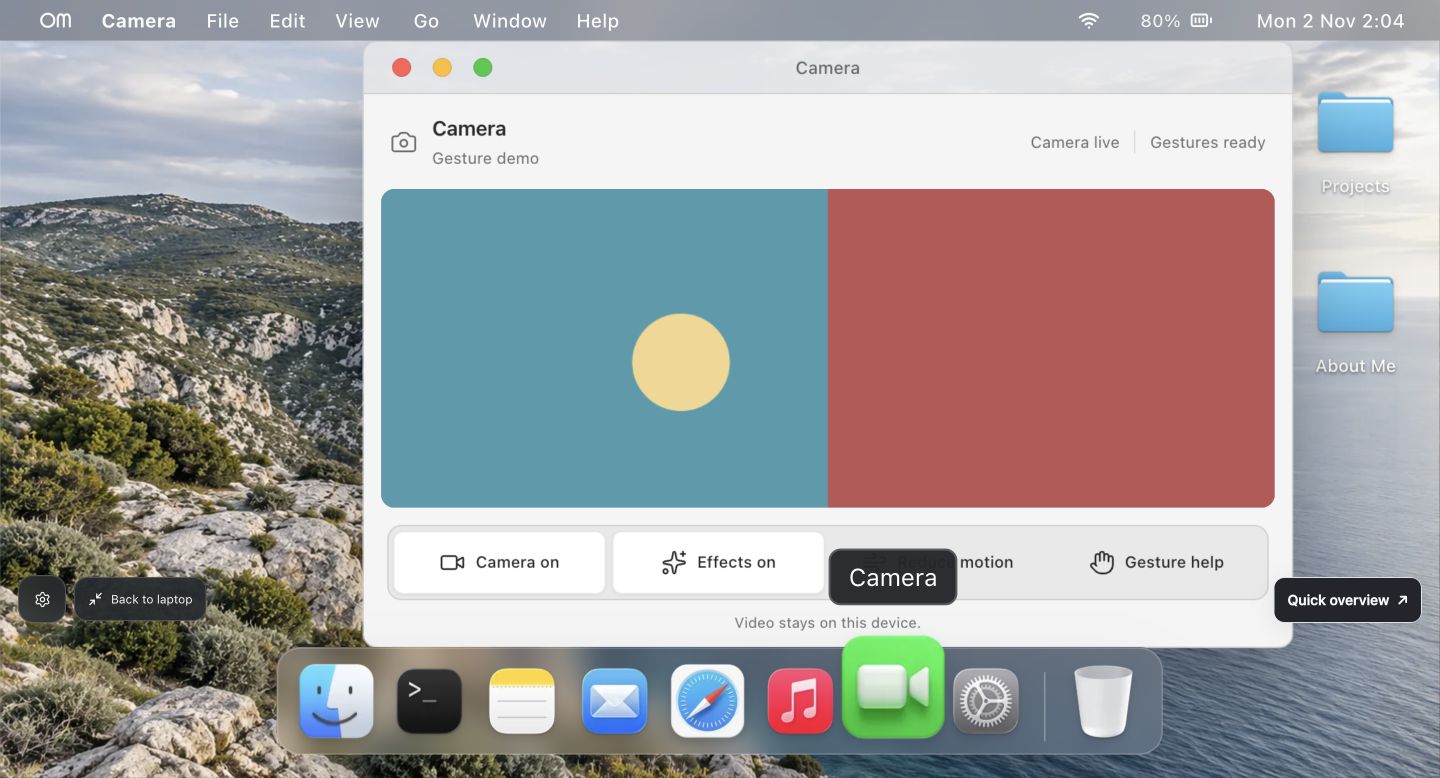 OM Camera File Edit View Go Window Help 80% Mon 2 Nov 2:04
Camera
Camera
Gesture demo
Camera live Gestures ready
Projects
About Me
Camera on Effects on Reduce motion Gesture help
Camera
Back to laptop
Quick overview
Video stays on this device.
>_